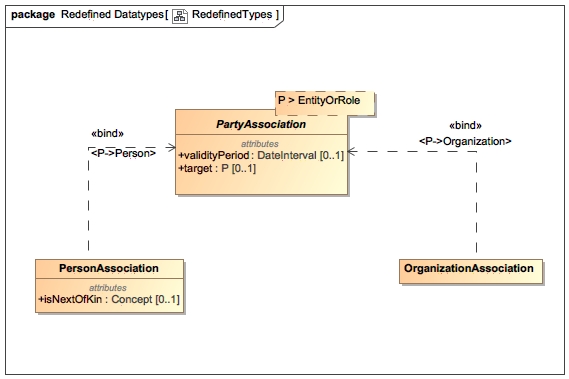 package Redefined Datatypes[ RedefinedTypes ]
P > EntityOrRole
PartyAssociation
attributes
+validityPeriod : DateInterval [0..1]
+target : P [0..1]
«bind»
<P->Person>
«bind»
<P->Organization>
PersonAssociation
attributes
+isNextOfKin : Concept [0..1]
OrganizationAssociation